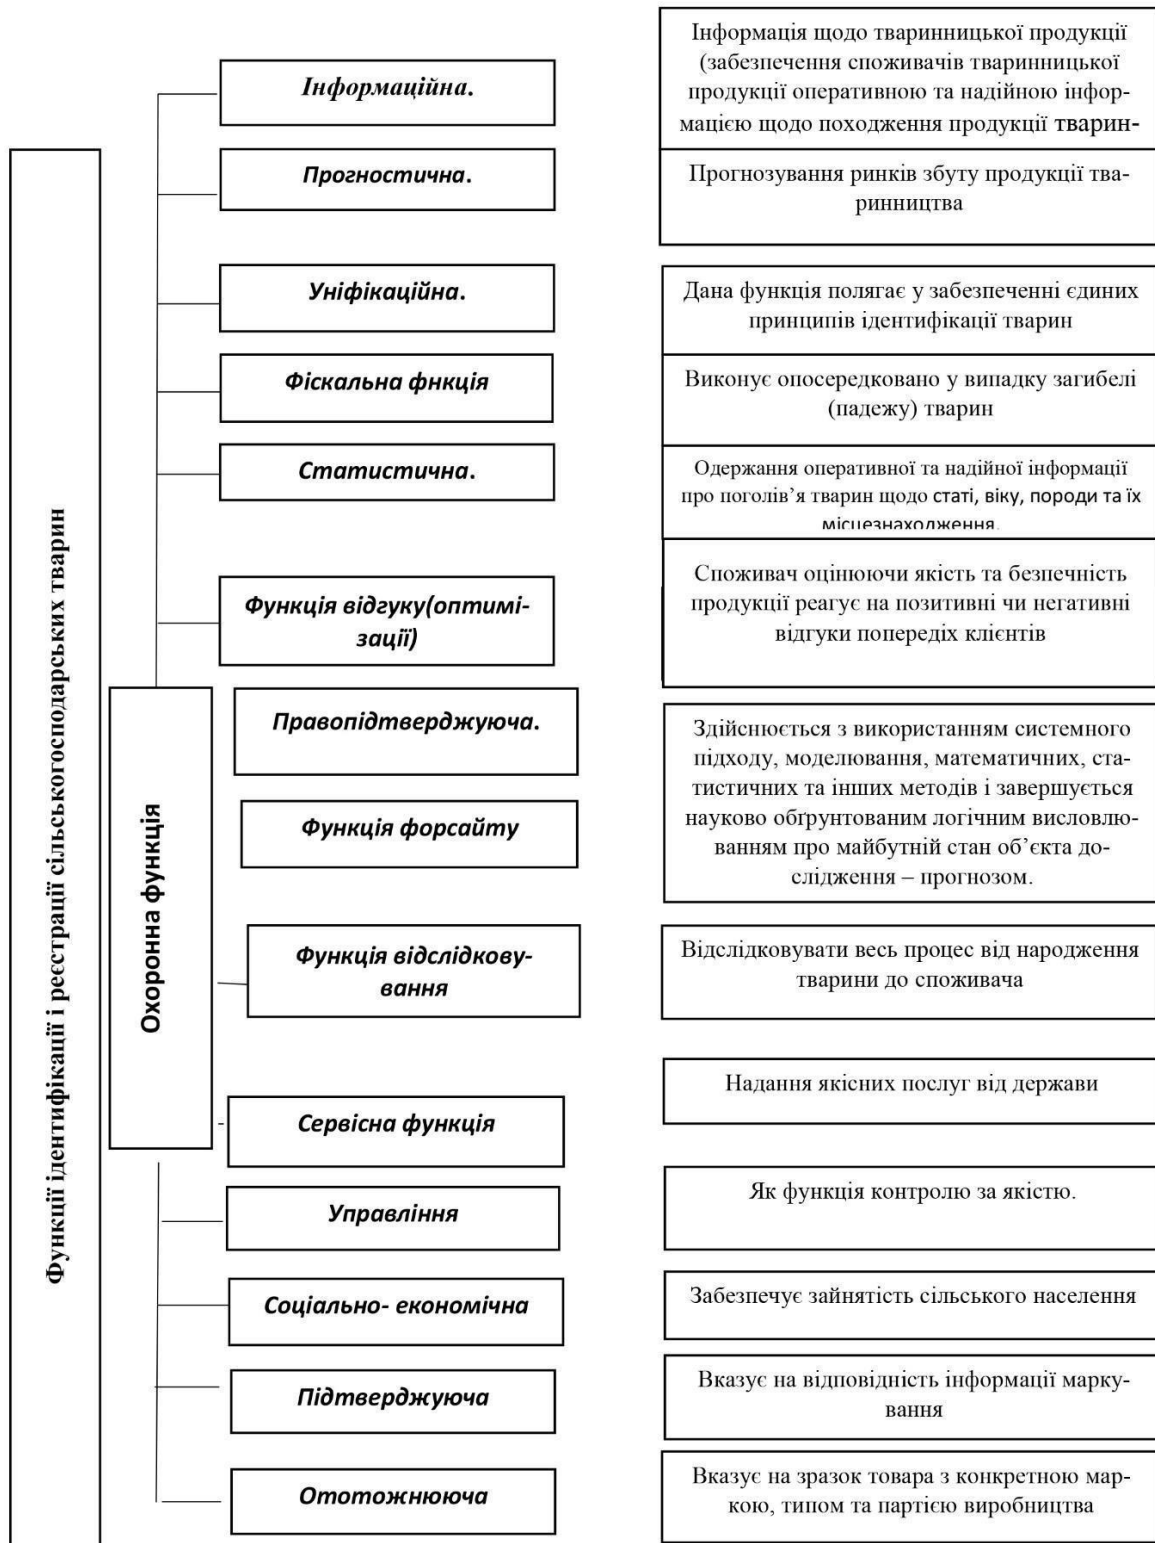 Функції ідентифікації і реєстрації сільськогосподарських тварин
Охоронна функція
Інформаційна.
Інформація щодо тваринницької продукції
(забезпечення споживачів тваринницької
продукції оперативною та надійною інфор-
мацією щодо походження продукції тварин-
Прогностична.
Прогнозування ринків збуту продукції тва-
ринництва
Уніфікаційна.
Дана функція полягає у забезпеченні єдиних
принципів ідентифікації тварин
Фіскальна фнкція
Виконує опосередковано у випадку загибелі
(падежу) тварин
Статистична.
Одержання оперативної та надійної інформації
про поголів’я тварин щодо статі, віку, породи та їх
місцезнаходження.
Функція відгуку(оптимі-
зації)
Споживач оцінюючи якість та безпечність
продукції реагує на позитивні чи негативні
відгуки попередіх клієнтів
Правопідтверджуюча.
Функція форсайту
Здійснюється з використанням системного
підходу, моделювання, математичних, ста-
тистичних та інших методів і завершується
науково обґрунтованим логічним висловлю-
ванням про майбутній стан об’єкта до-
слідження – прогнозом.
Функція відслідкову-
вання
Відслідковувати весь процес від народження
тварини до споживача
Сервісна функція
Надання якісних послуг від держави
Управління
Як функція контролю за якістю.
Соціально- економічна
Забезпечує зайнятість сільського населення
Підтверджуюча
Вказує на відповідність інформації марку-
вання
Ототожнююча
Вказує на зразок товара з конкретною мар-
кою, типом та партією виробництва